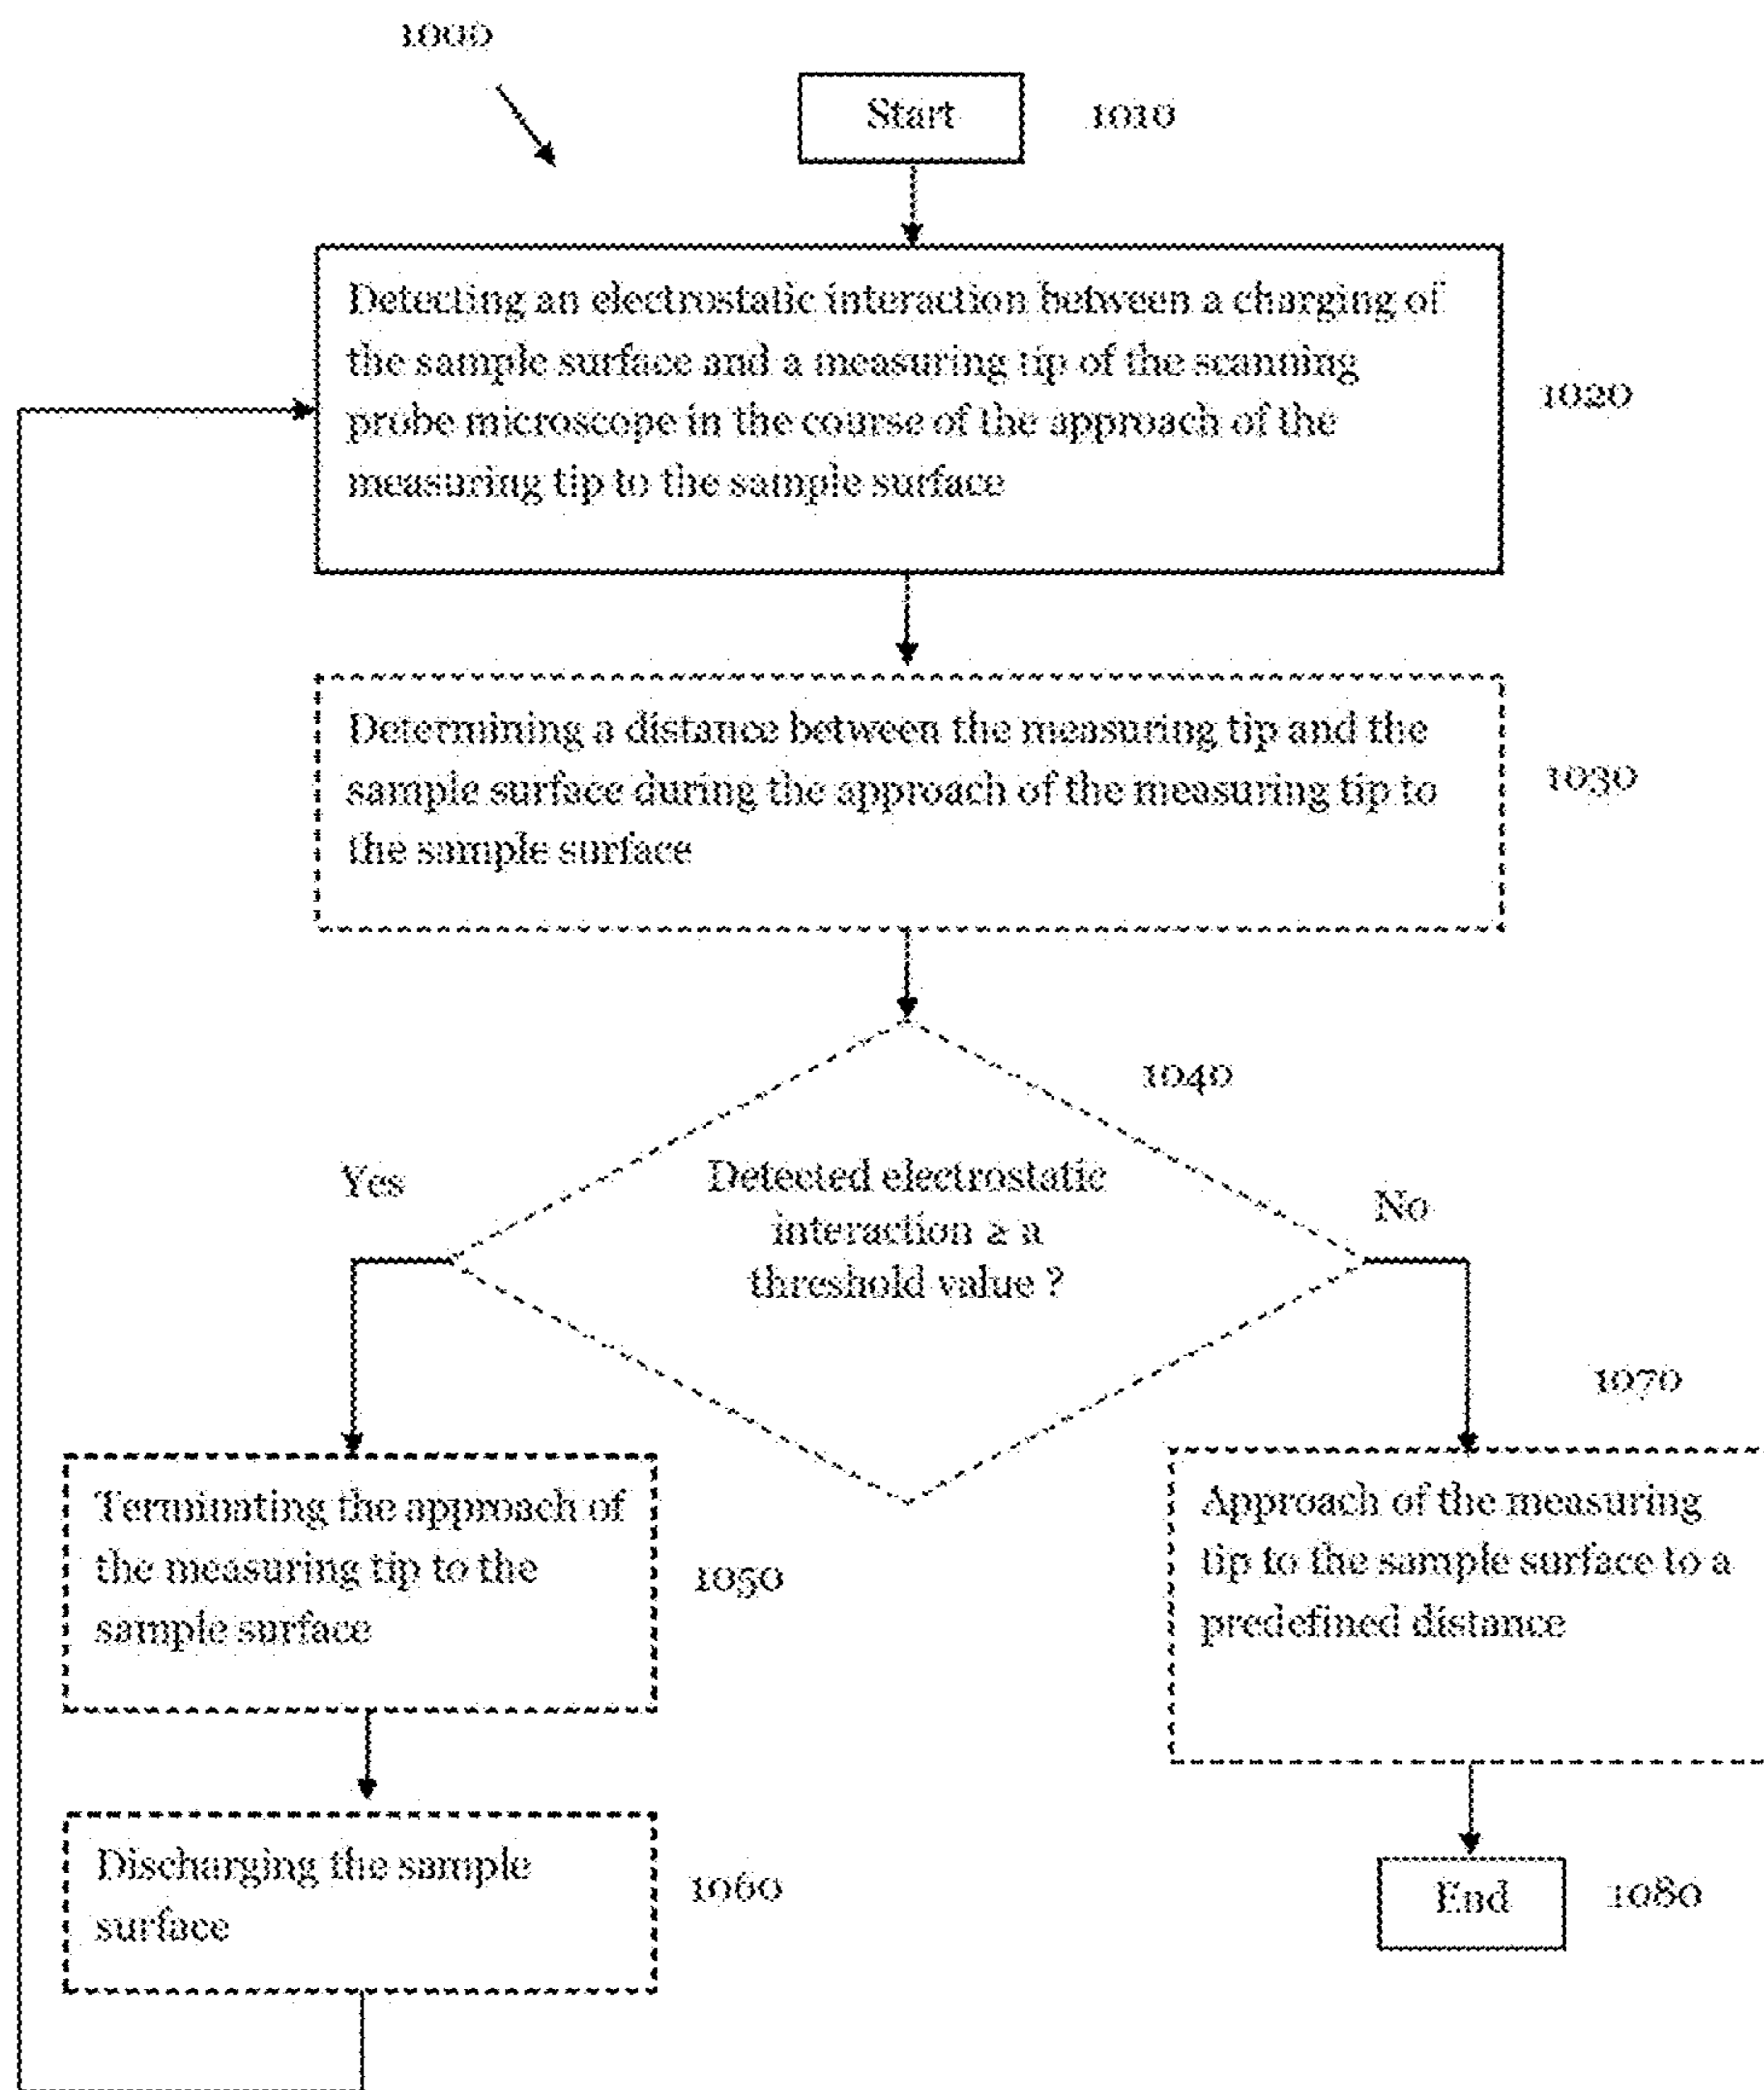 1000
Start
1010
Detecting an electrostatic interaction between a charging of
the sample surface and a measuring tip of the scanning
probe microscope in the course of the approach of the
measuring tip to the sample surface
1020
Determining a distance between the measuring tip and the
sample surface during the approach of the measuring tip to
the sample surface
1030
1040
Yes
Detected electrostatic
interaction ≥ a
threshold value ?
No
1070
Terminating the approach of
the measuring tip to the
sample surface
1050
Approach of the measuring
tip to the sample surface to a
predefined distance
Discharging the sample
surface
1060
End
1080